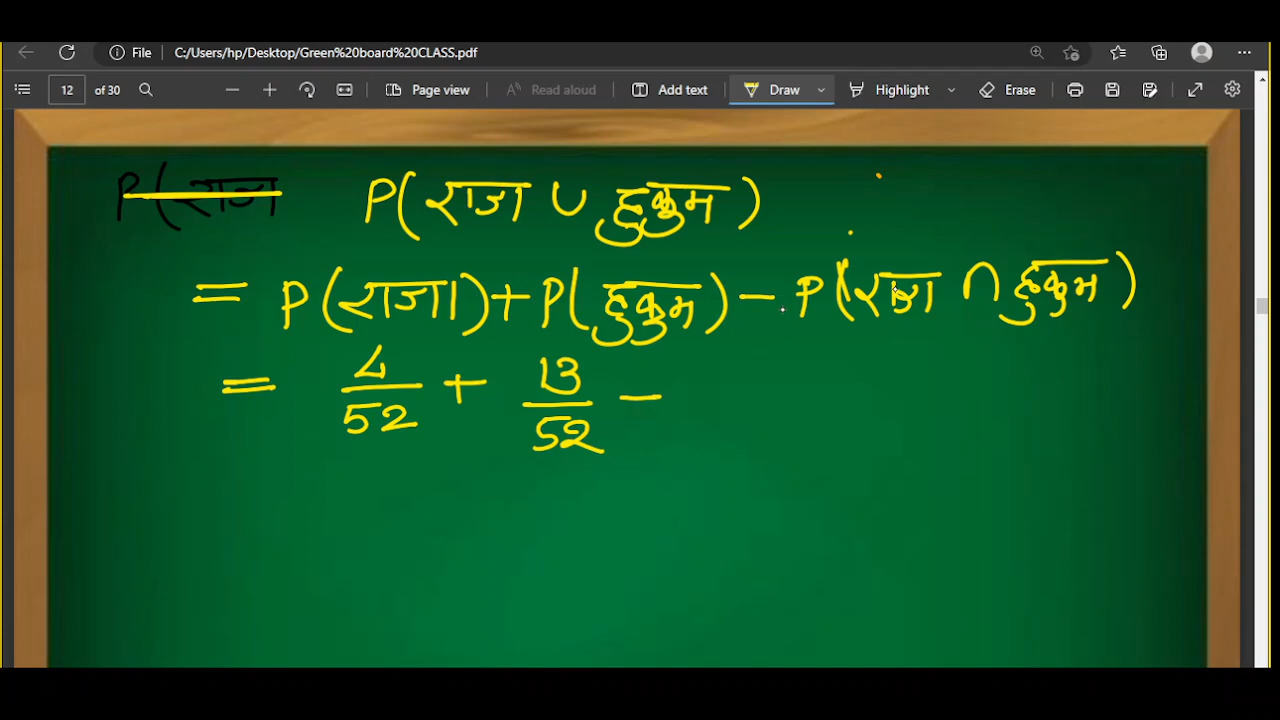 File C:/Users/hp/Desktop/Green%20board%20CLASS.pdf
12 of 30 Page view Read aloud Add text Draw Highlight Erase
P(राजा P(राजा ∪ हुकुम)
= P(राजा) + P(हुकुम) - P(राजा ∩ हुकुम)
= 4/52 + 13/52 -